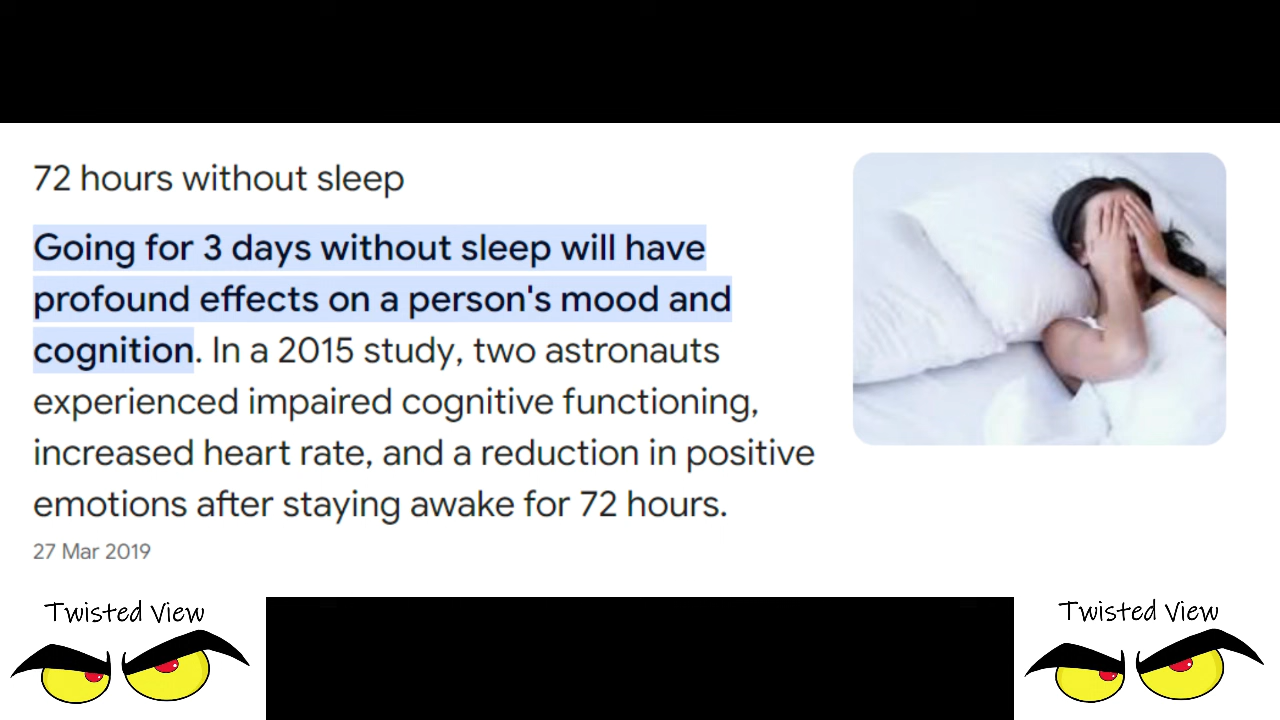 72 hours without sleep
Going for 3 days without sleep will have
profound effects on a person's mood and
cognition. In a 2015 study, two astronauts
experienced impaired cognitive functioning,
increased heart rate, and a reduction in positive
emotions after staying awake for 72 hours.
27 Mar 2019
Twisted View
Twisted View